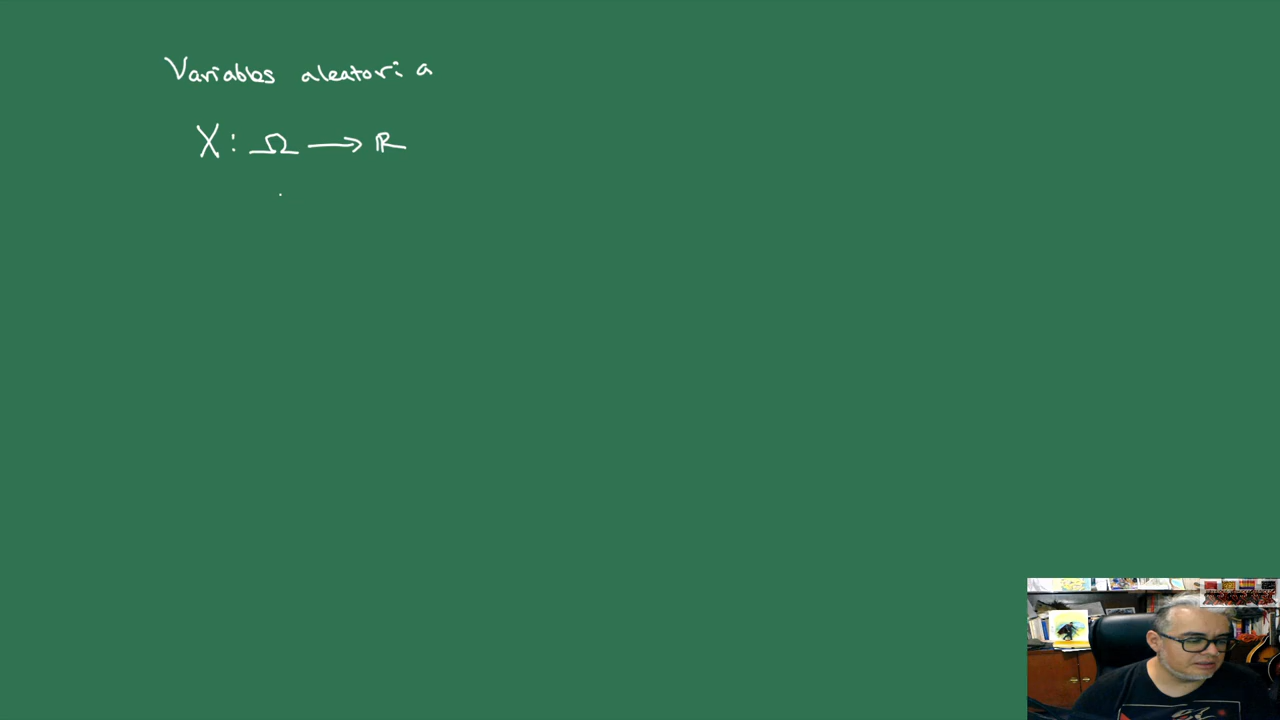 Variables aleatoria
X: Ω → ℝ